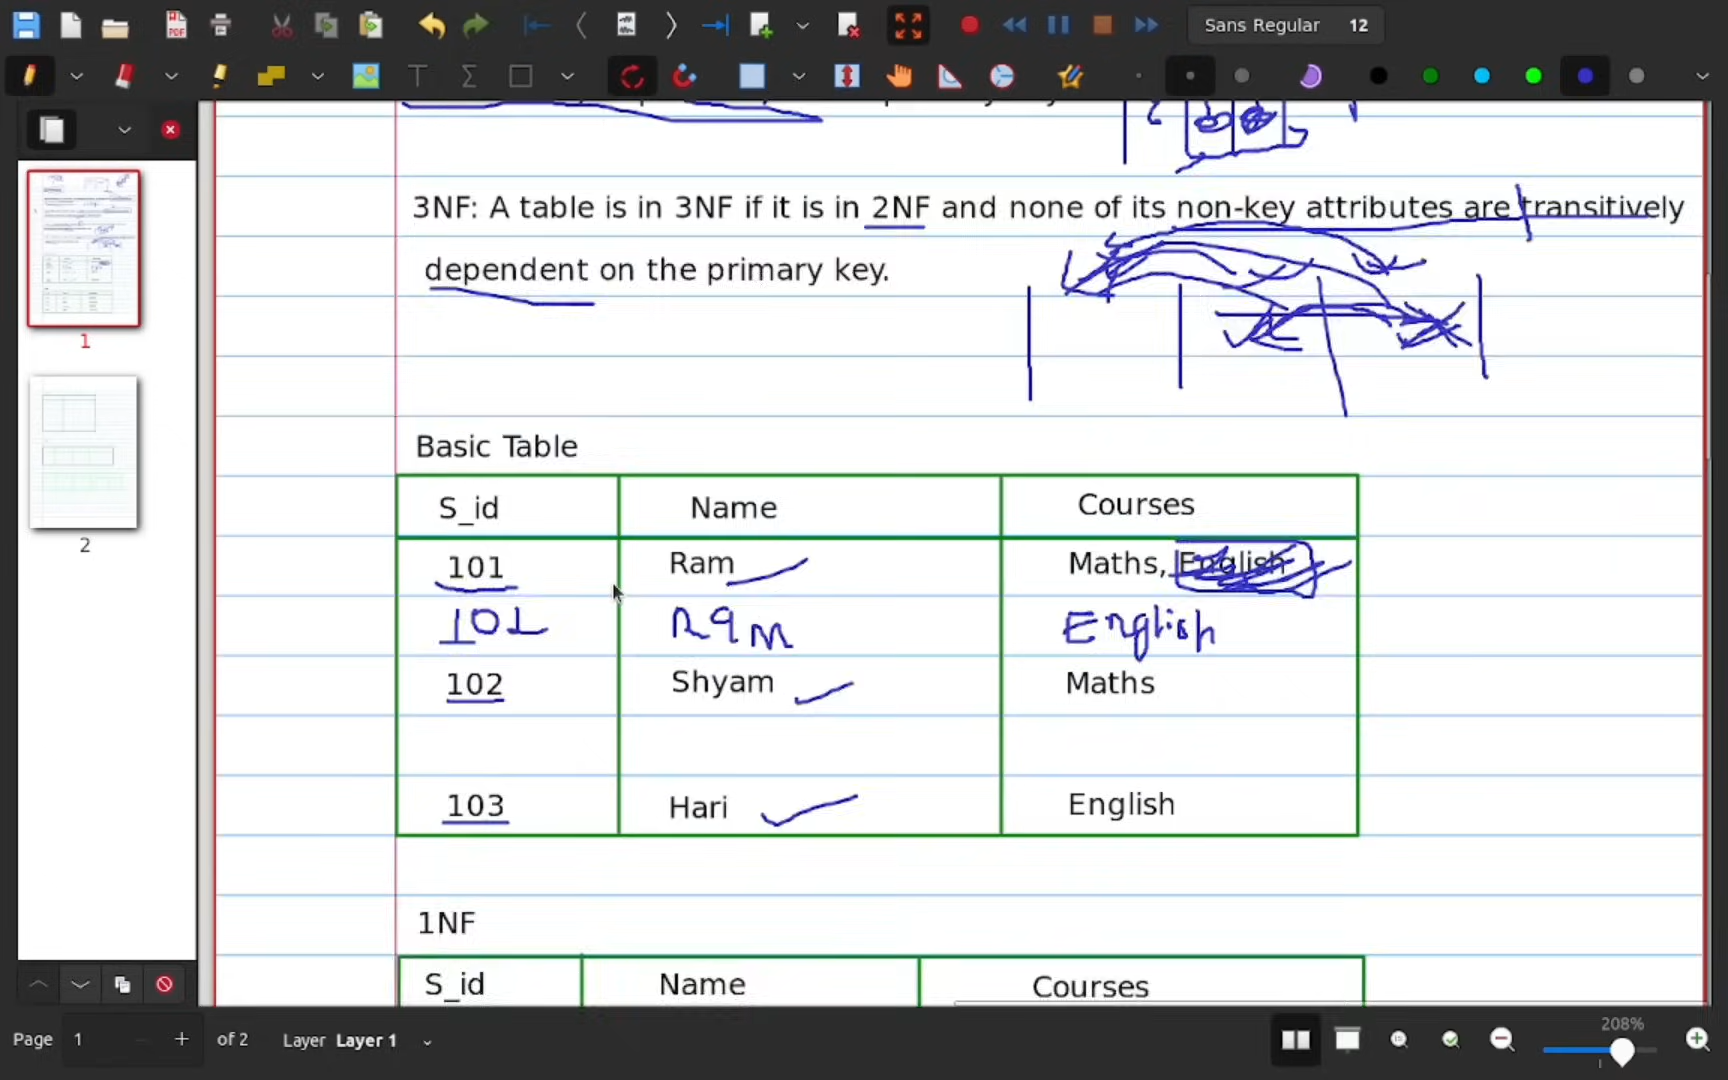 Sans Regular 12
3NF: A table is in 3NF if it is in 2NF and none of its non-key attributes are transitively
dependent on the primary key.
Basic Table
S_id Name Courses
101 Ram Maths, English
101 Ram English
102 Shyam Maths
103 Hari English
1NF
S_id Name Courses
1
2
Page 1 of 2 Layer Layer 1
208%